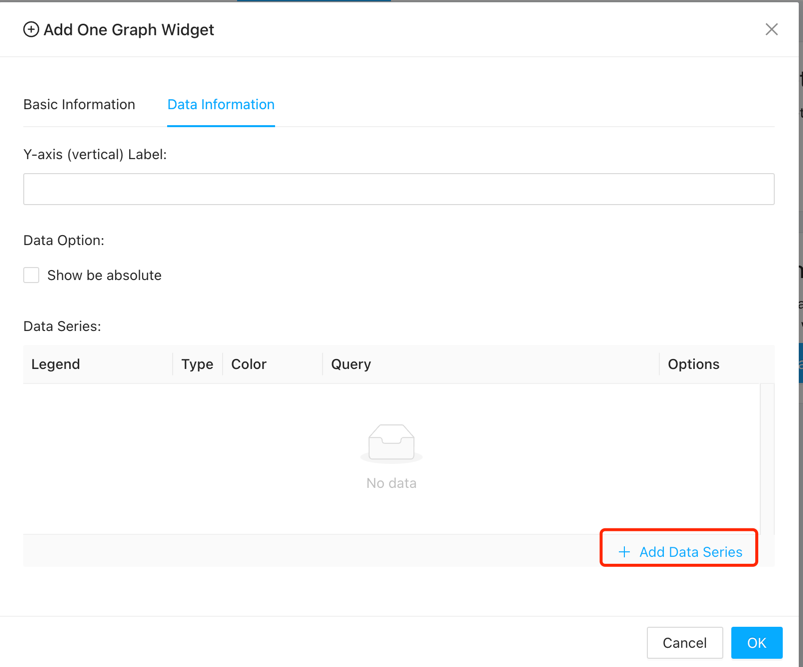 Add One Graph Widget
Basic Information Data Information
Y-axis (vertical) Label:
Data Option:
Show be absolute
Data Series:
Legend Type Color Query Options
No data
+ Add Data Series
Cancel OK